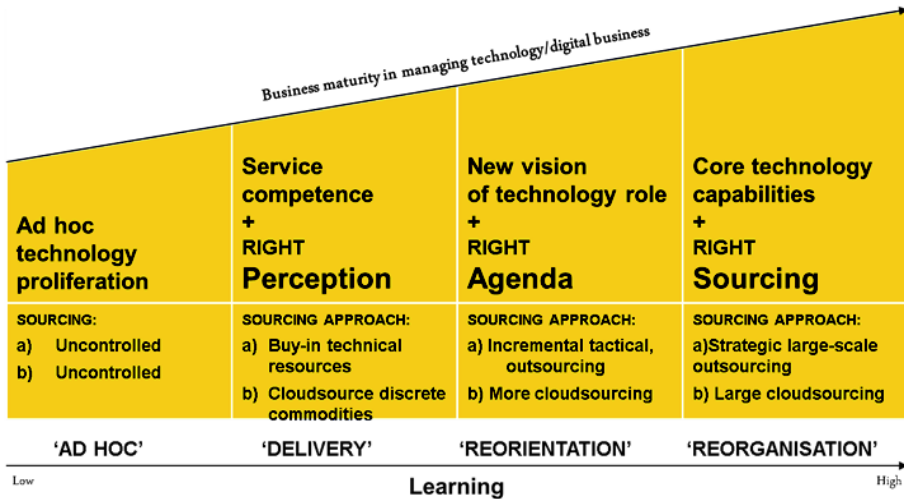 Business maturity in managing technology/digital business
Ad hoc
technology
proliferation
Service
competence
+
RIGHT
Perception
New vision
of technology role
+
RIGHT
Agenda
Core technology
capabilities
+
RIGHT
Sourcing
SOURCING:
a) Uncontrolled
b) Uncontrolled
SOURCING APPROACH:
a) Buy-in technical
resources
b) Cloudsource discrete
commodities
SOURCING APPROACH:
a) Incremental tactical,
outsourcing
b) More cloudsourcing
SOURCING APPROACH:
a)Strategic large-scale
outsourcing
b) Large cloudsourcing
'AD HOC'
'DELIVERY'
'REORIENTATION'
'REORGANISATION'
Low
Learning
High